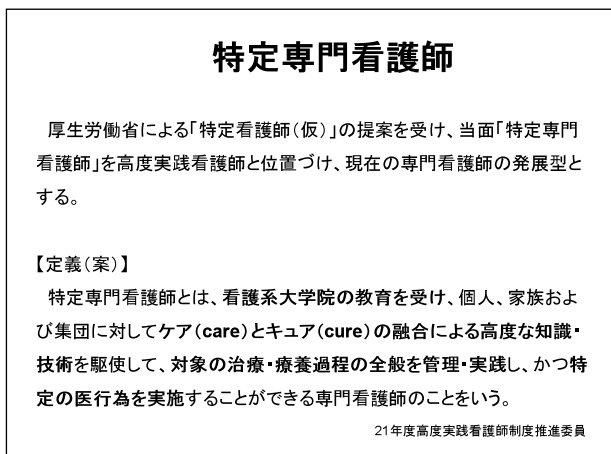 特定専門看護師
厚生労働省による「特定看護師（仮）」の提案を受け、当面「特定専門
看護師」を高度実践看護師と位置づけ、現在の専門看護師の発展型と
する。
【定義（案）】
特定専門看護師とは、看護系大学院の教育を受け、個人、家族およ
び集団に対してケア（care）とキュア（cure）の融合による高度な知識・
技術を駆使して、対象の治療・療養過程の全般を管理・実践し、かつ特
定の医行為を実施することができる専門看護師のことをいう。
21年度高度実践看護師制度推進委員